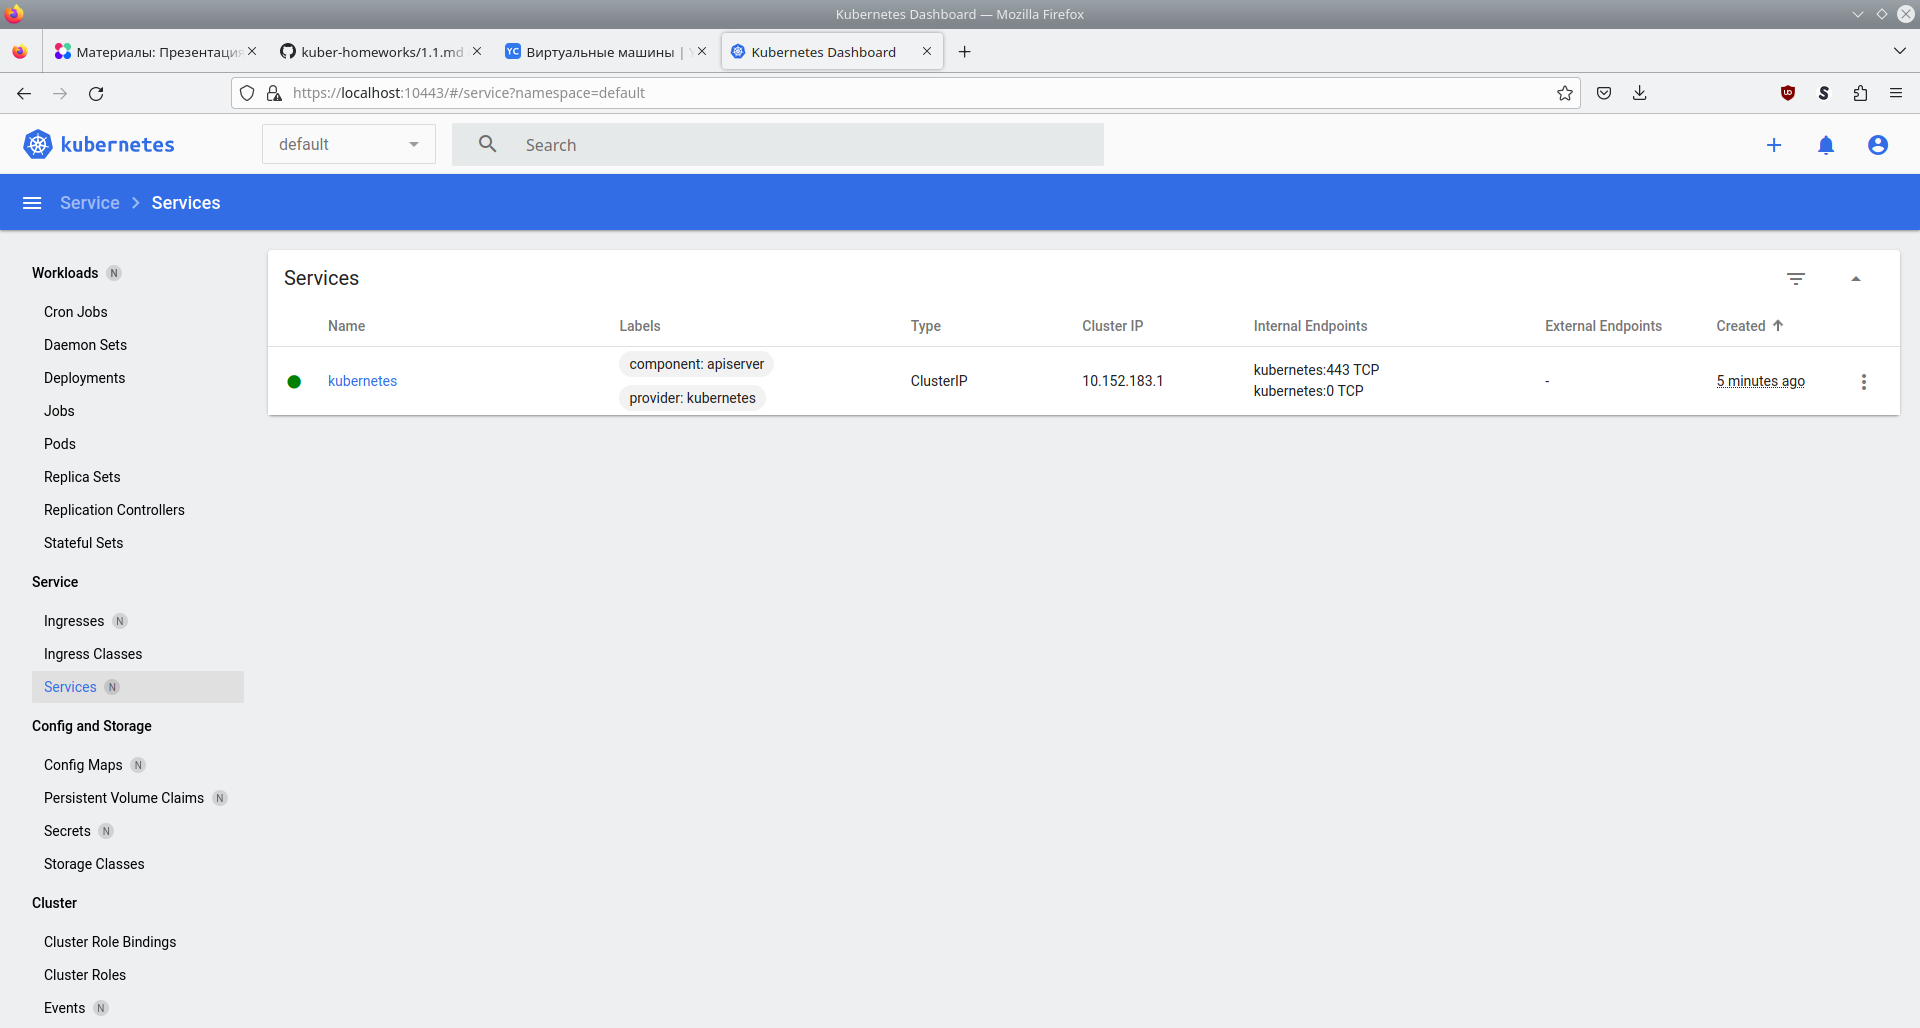 Kubernetes Dashboard — Mozilla Firefox
Материалы: Презентация
kuber-homeworks/1.1.md
YC Виртуальные машины |
Kubernetes Dashboard
https://localhost:10443/#/service?namespace=default
kubernetes
default
Search
Service
Services
Workloads N
Cron Jobs
Daemon Sets
Deployments
Jobs
Pods
Replica Sets
Replication Controllers
Stateful Sets
Service
Ingresses N
Ingress Classes
Services N
Config and Storage
Config Maps N
Persistent Volume Claims N
Secrets N
Storage Classes
Cluster
Cluster Role Bindings
Cluster Roles
Events N
Services
Name Labels Type Cluster IP Internal Endpoints External Endpoints Created
kubernetes
component: apiserver
provider: kubernetes
ClusterIP
10.152.183.1
kubernetes:443 TCP
kubernetes:0 TCP
-
5 minutes ago